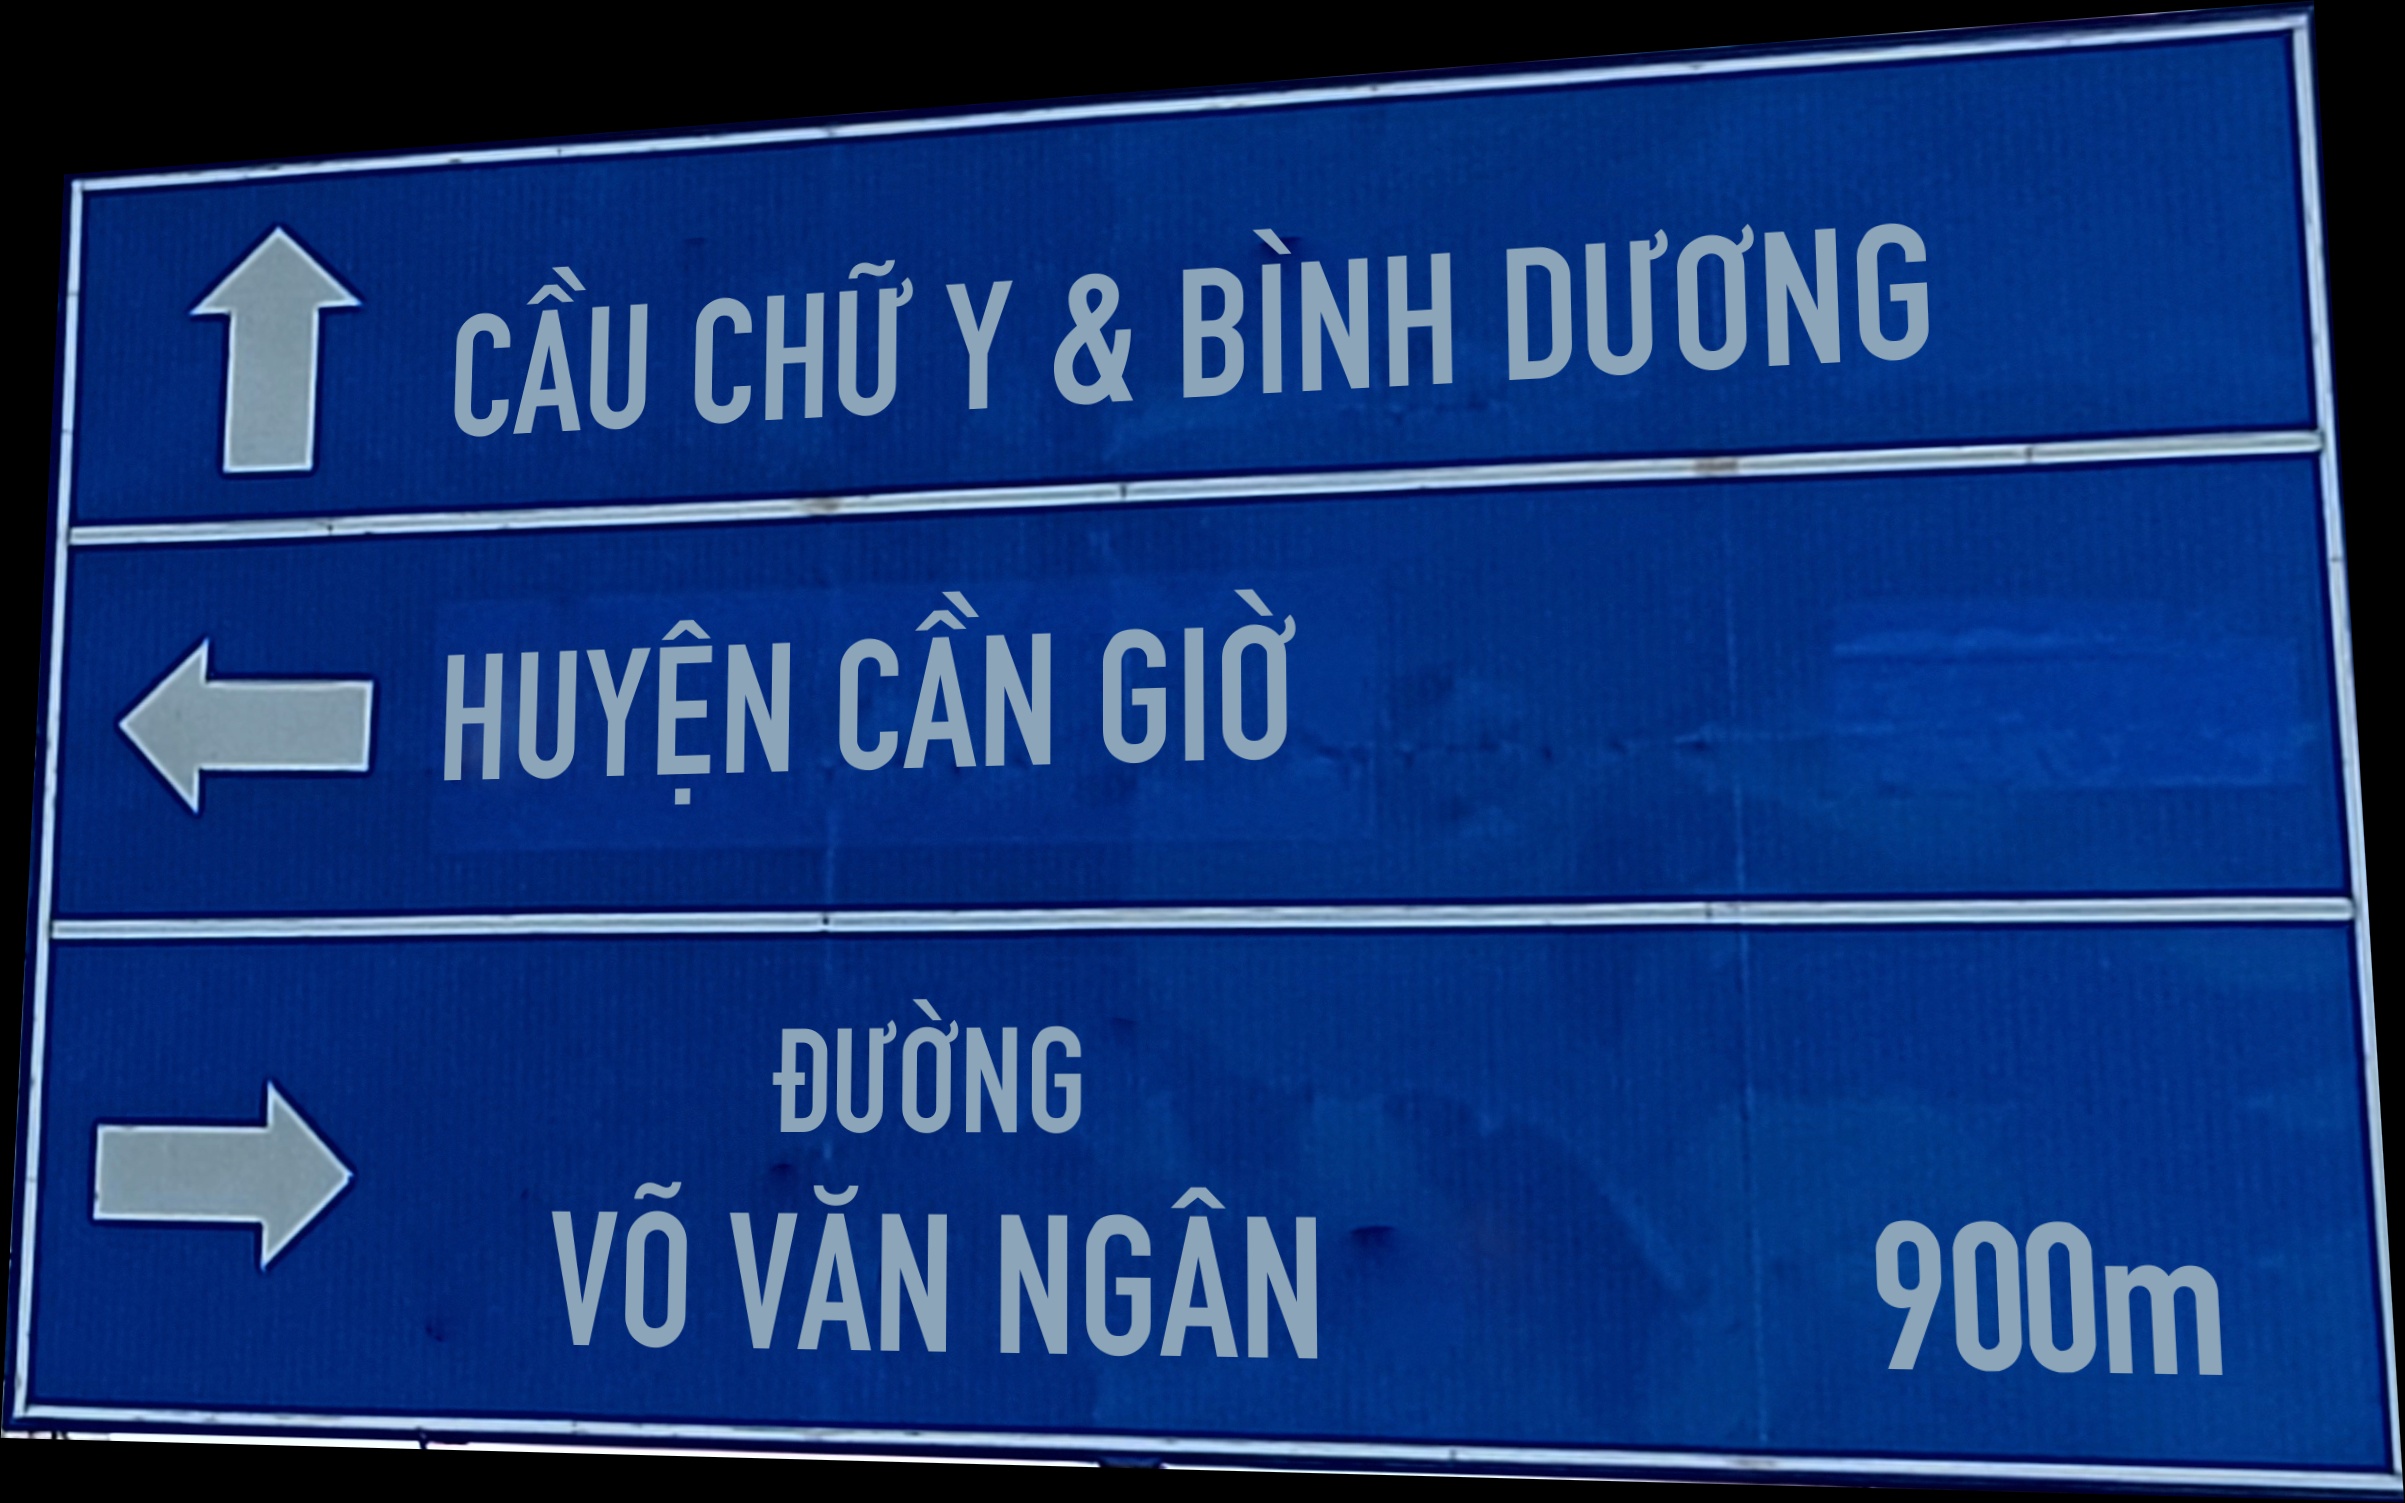 CẦU CHỮ Y & BÌNH DƯƠNG
HUYỆN CẦN GIỜ
ĐƯỜNG
VÕ VĂN NGÂN
900m